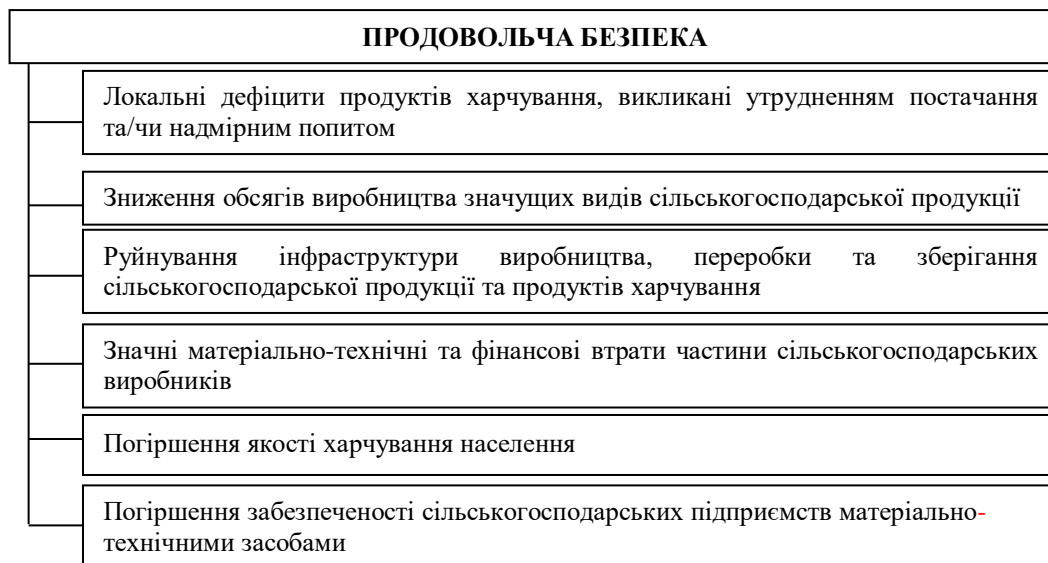 ПРОДОВОЛЬЧА БЕЗПЕКА
Локальні дефіцити продуктів харчування, викликані утрудненням постачання
та/чи надмірним попитом
Зниження обсягів виробництва значущих видів сільськогосподарської продукції
Руйнування інфраструктури виробництва, переробки та зберігання
сільськогосподарської продукції та продуктів харчування
Значні матеріально-технічні та фінансові втрати частини сільськогосподарських
виробників
Погіршення якості харчування населення
Погіршення забезпеченості сільськогосподарських підприємств матеріально-
технічними засобами